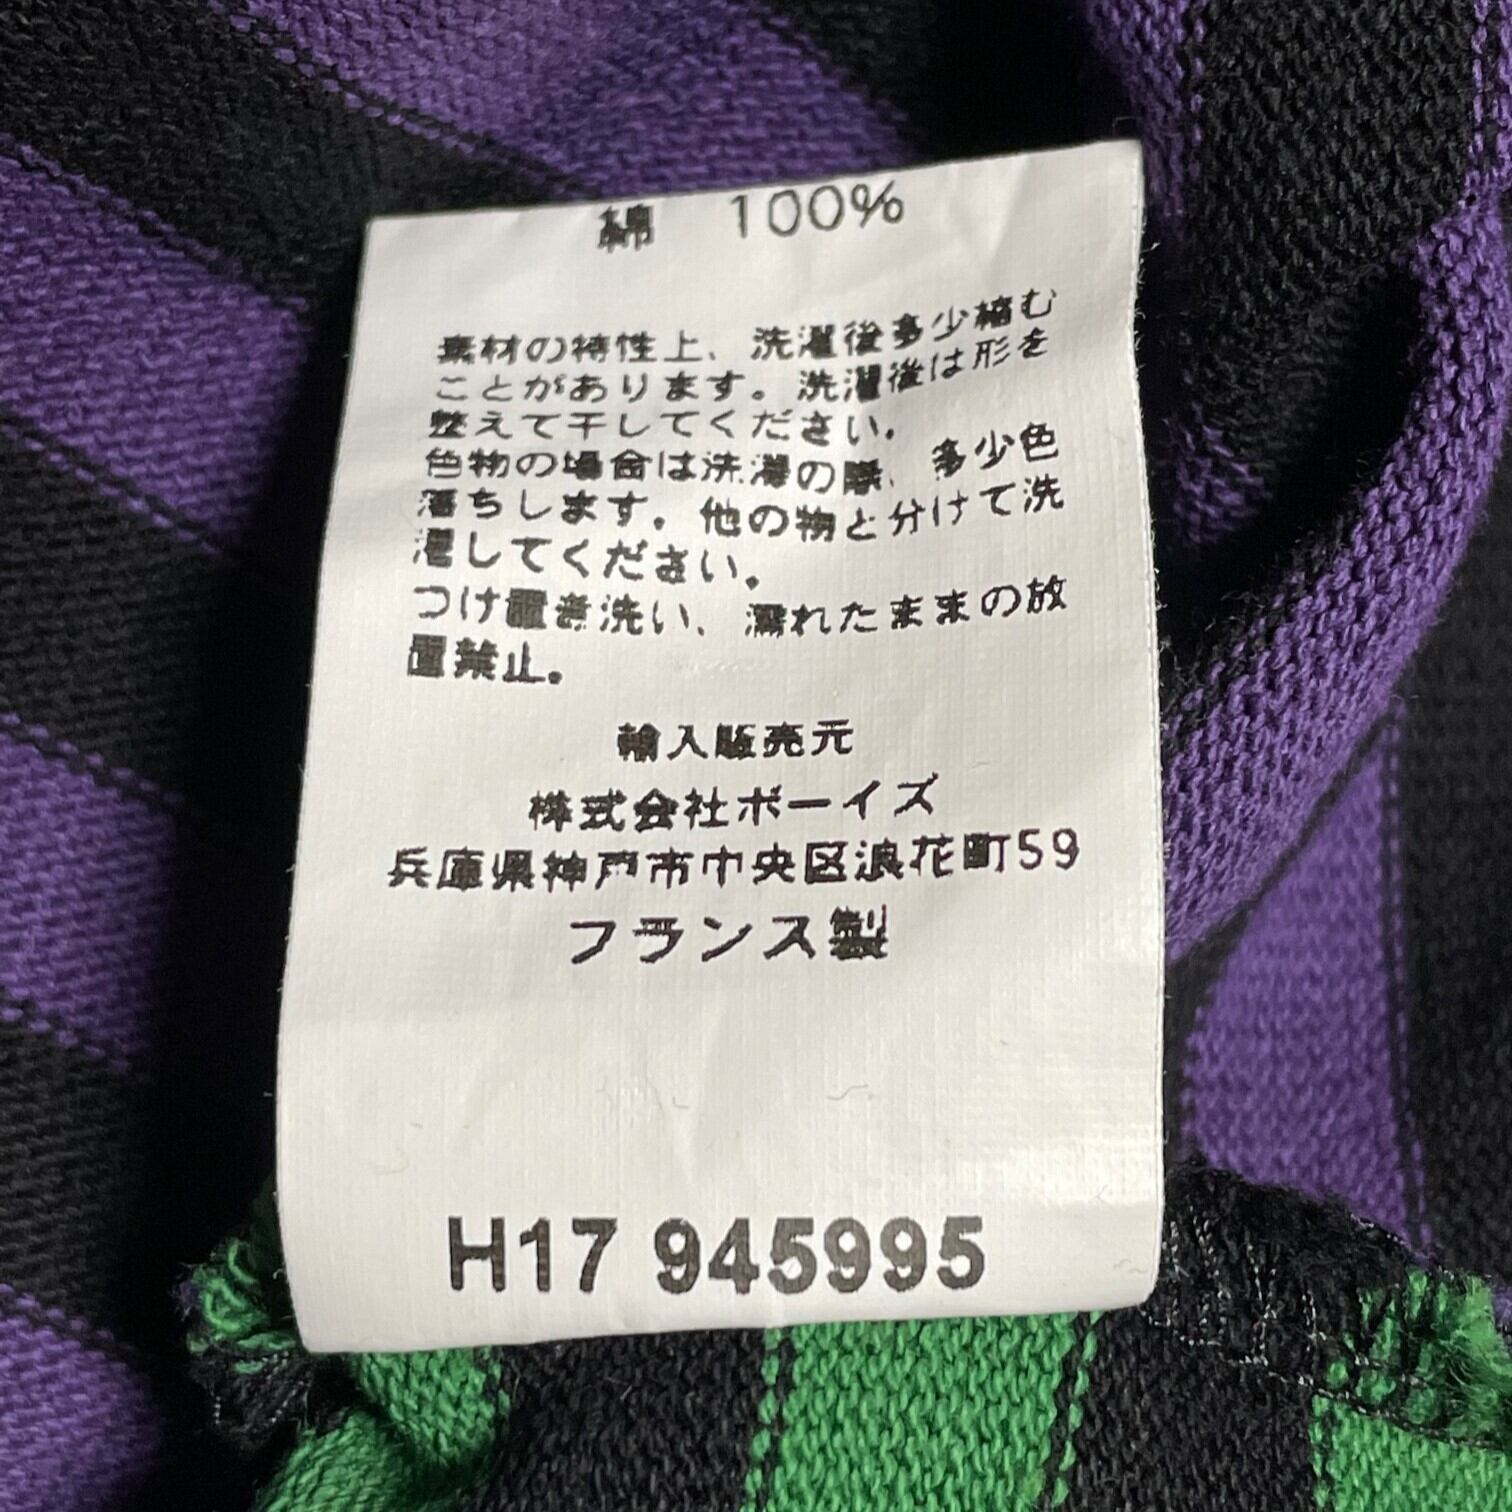 綿 100%
素材の特性上、洗濯後多少縮む
ことがあります。洗濯後は形を
整えて干してください。
色物の場合は洗濯の際、多少色
落ちします。他の物と分けて洗
濯してください。
つけ置き洗い、濡れたままの放
置禁止。
輸入販売元
株式会社ボーイズ
兵庫県神戸市中央区浪花町59
フランス製
H17 945995